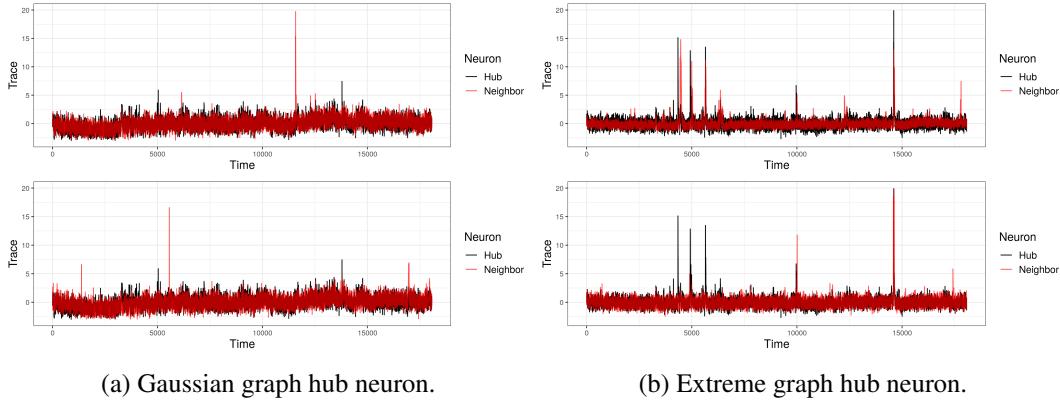 20
15
10
5
0
Trace
0
5000
10000
15000
Time
Neuron
Hub
Neighbor
20
15
10
5
0
Trace
0
5000
10000
15000
Time
Neuron
Hub
Neighbor
20
15
10
5
0
Trace
0
5000
10000
15000
Time
Neuron
Hub
Neighbor
20
15
10
5
0
Trace
0
5000
10000
15000
Time
Neuron
Hub
Neighbor
(a) Gaussian graph hub neuron.
(b) Extreme graph hub neuron.